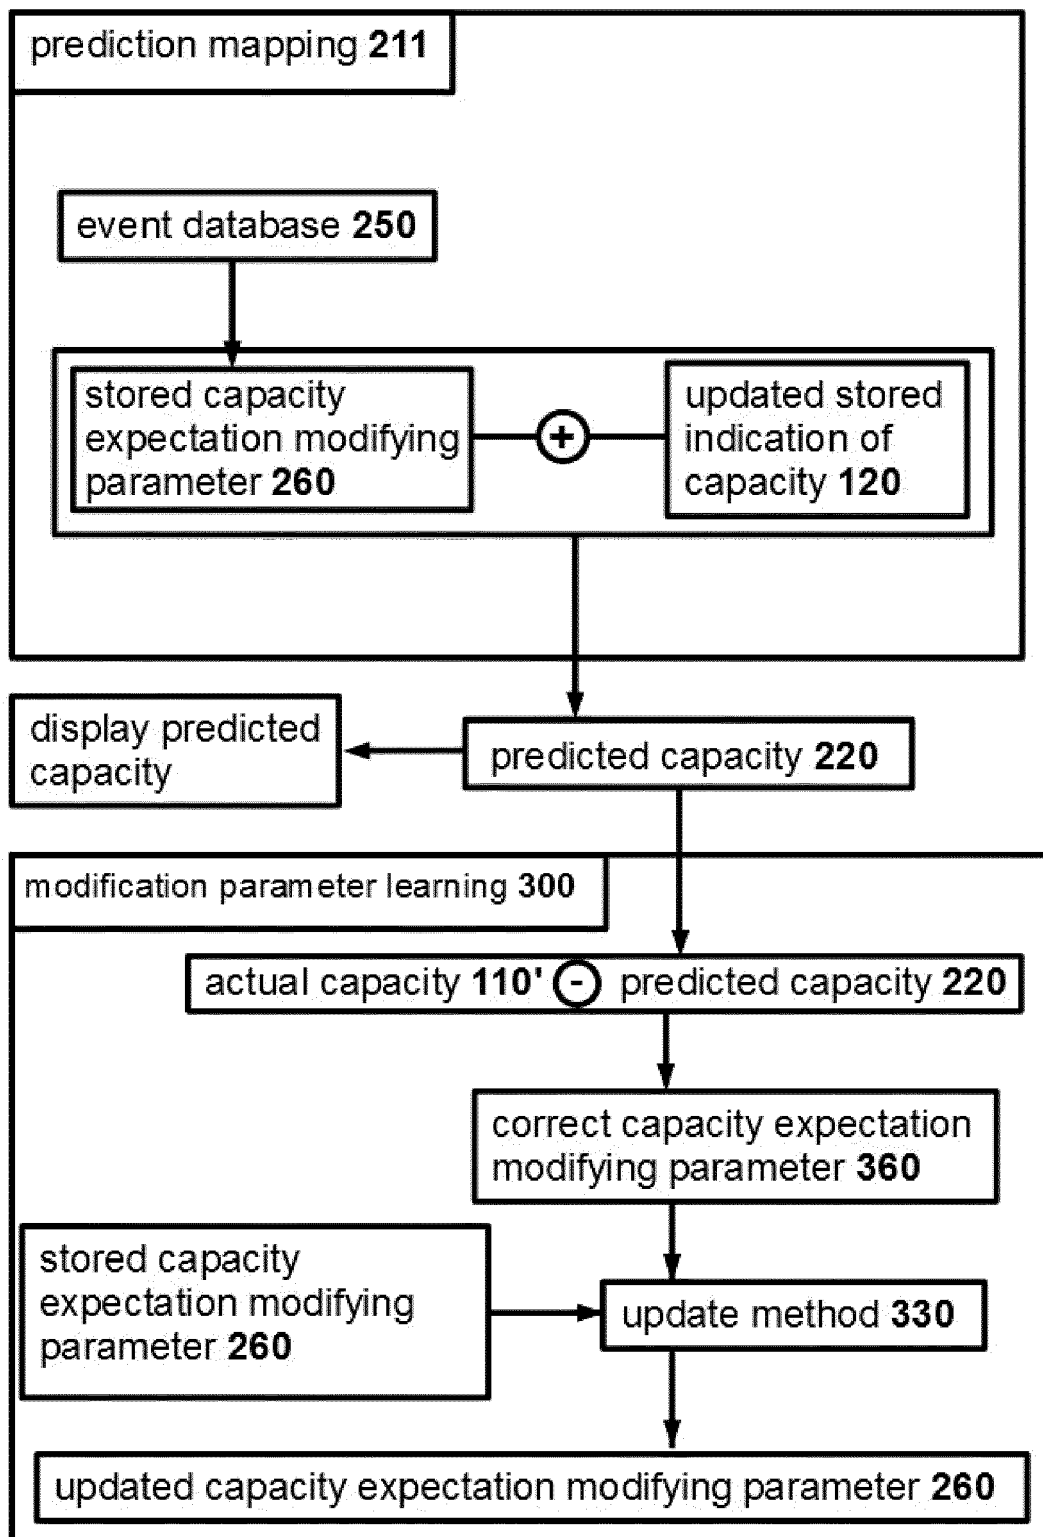 prediction mapping 211
event database 250
stored capacity
expectation modifying
parameter 260
+
updated stored
indication of
capacity 120
display predicted
capacity
predicted capacity 220
modification parameter learning 300
actual capacity 110' - predicted capacity 220
correct capacity expectation
modifying parameter 360
stored capacity
expectation modifying
parameter 260
update method 330
updated capacity expectation modifying parameter 260